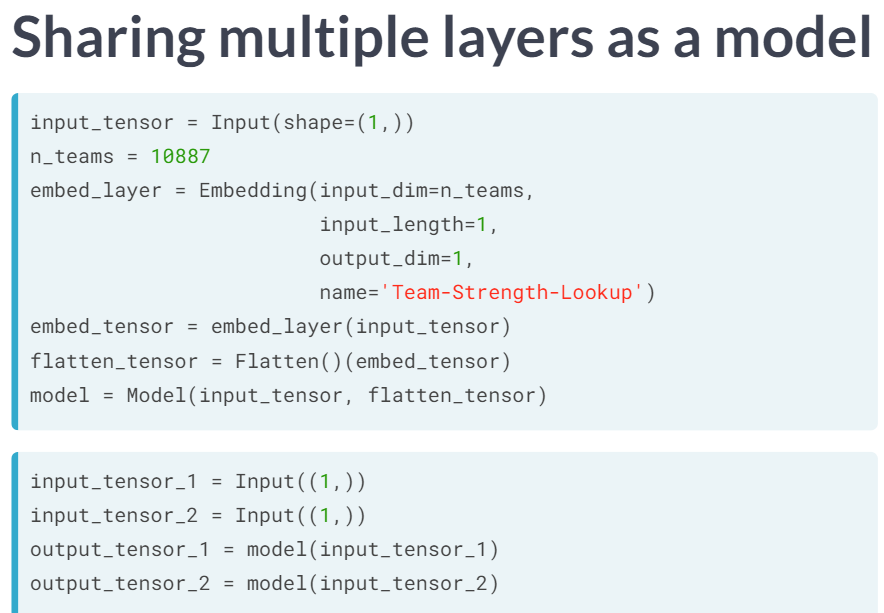 Sharing multiple layers as a model
input_tensor = Input(shape=(1,))
n_teams = 10887
embed_layer = Embedding(input_dim=n_teams,
                        input_length=1,
                        output_dim=1,
                        name='Team-Strength-Lookup')
embed_tensor = embed_layer(input_tensor)
flatten_tensor = Flatten()(embed_tensor)
model = Model(input_tensor, flatten_tensor)
input_tensor_1 = Input((1,))
input_tensor_2 = Input((1,))
output_tensor_1 = model(input_tensor_1)
output_tensor_2 = model(input_tensor_2)